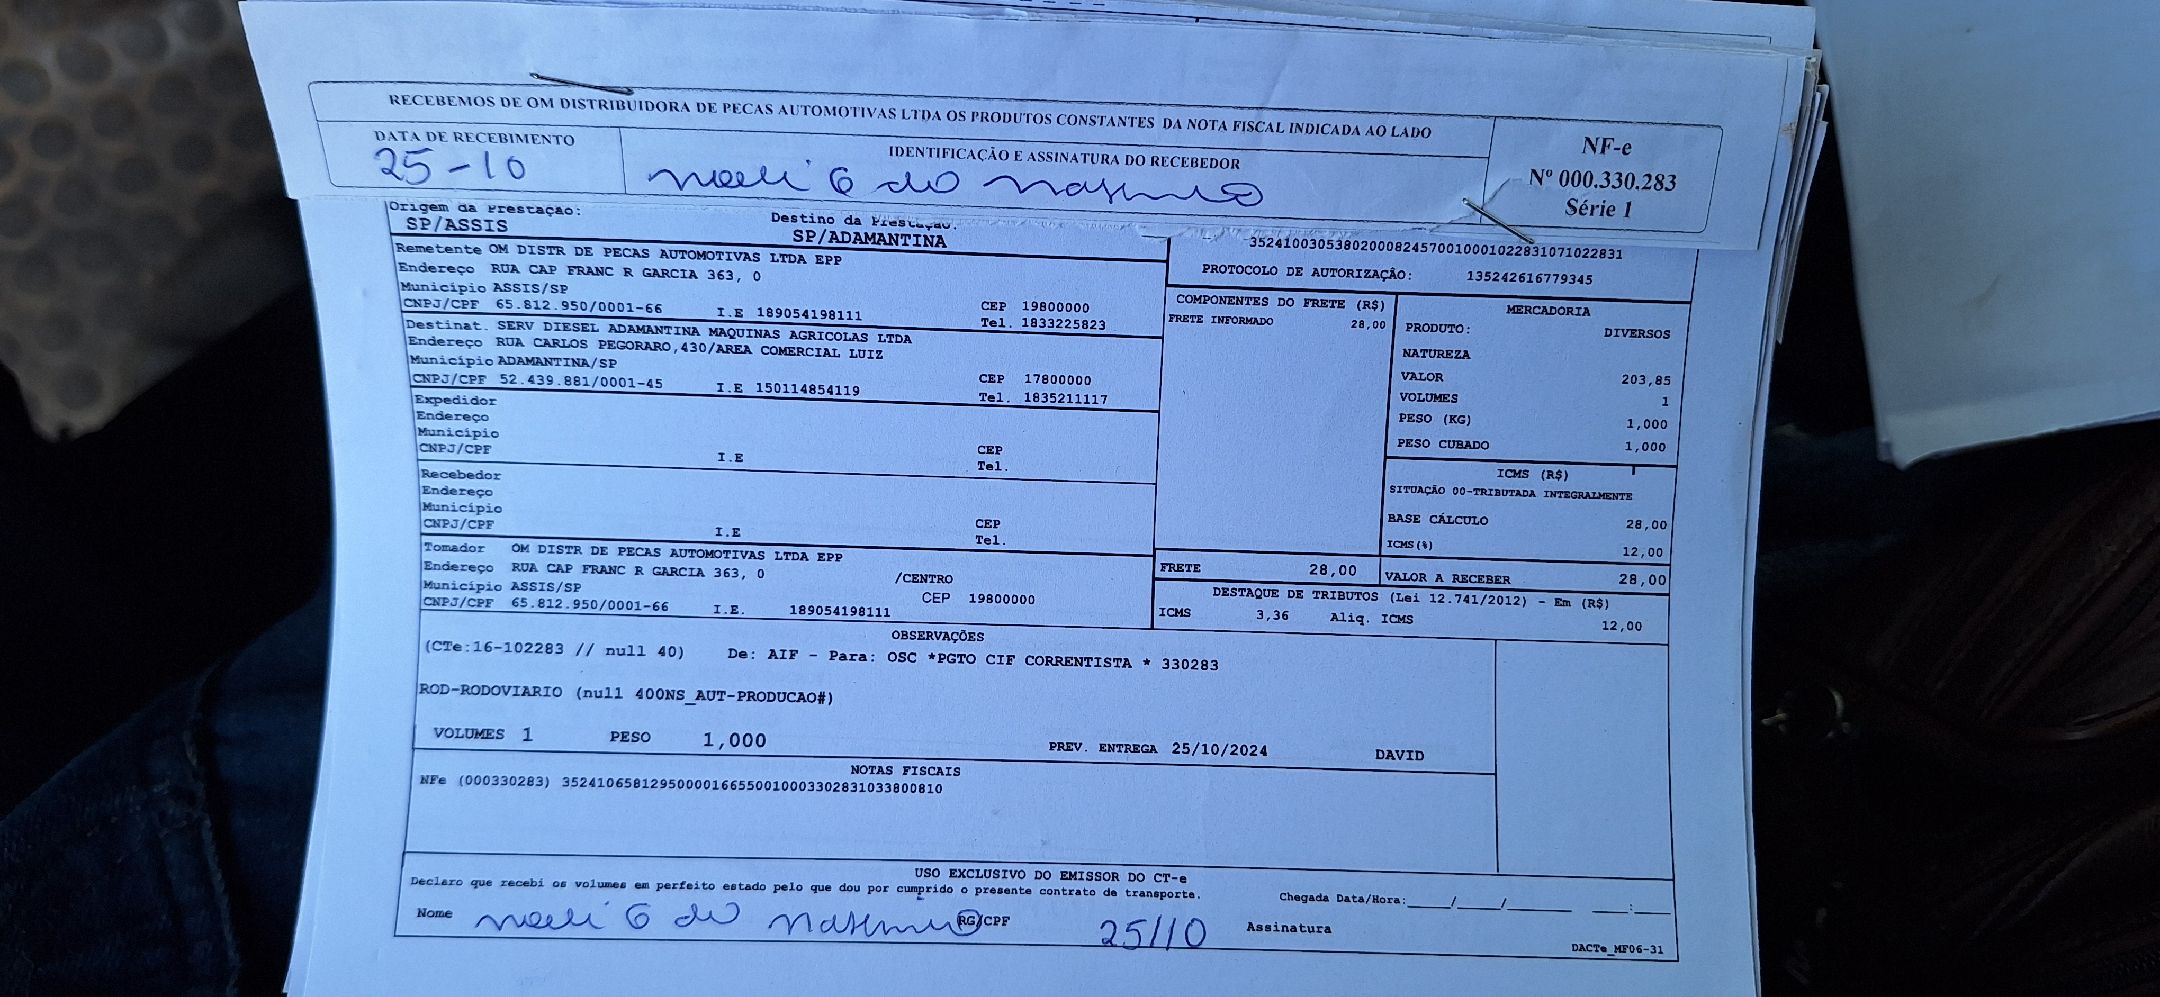 RECEBEMOS DE OM DISTRIBUIDORA DE PECAS AUTOMOTIVAS LTDA OS PRODUTOS CONSTANTES DA NOTA FISCAL INDICADA AO LADO
DATA DE RECEBIMENTO
25-10
IDENTIFICAÇÃO E ASSINATURA DO RECEBEDOR
NF-e
Nº 000.330.283
Série 1
Origem da Prestação:
SP/ASSIS
Destino da Prestação:
SP/ADAMANTINA
Remetente OM DISTR DE PECAS AUTOMOTIVAS LTDA EPP
Endereço RUA CAP FRANC R GARCIA 363, 0
Município ASSIS/SP
CNPJ/CPF 65.812.950/0001-66 I.E 189054198111
CEP 19800000
Tel. 1833225823
Destinat. SERV DIESEL ADAMANTINA MAQUINAS AGRICOLAS LTDA
Endereço RUA CARLOS PEGORARO,430/AREA COMERCIAL LUIZ
Município ADAMANTINA/SP
CNPJ/CPF 52.439.881/0001-45 I.E 150114854119
CEP 17800000
Tel. 1835211117
Expedidor
Endereço
Município
CNPJ/CPF I.E
CEP
Tel.
Recebedor
Endereço
Município
CNPJ/CPF I.E
CEP
Tel.
Tomador OM DISTR DE PECAS AUTOMOTIVAS LTDA EPP
Endereço RUA CAP FRANC R GARCIA 363, 0 /CENTRO
Município ASSIS/SP CEP 19800000
CNPJ/CPF 65.812.950/0001-66 I.E. 189054198111
35241003053802000824570010001022831071022831
PROTOCOLO DE AUTORIZAÇÃO: 135242616779345
COMPONENTES DO FRETE (R$)
FRETE INFORMADO 28,00
MERCADORIA
PRODUTO: DIVERSOS
NATUREZA
VALOR 203,85
VOLUMES 1
PESO (KG) 1,000
PESO CUBADO 1,000
ICMS (R$)
SITUAÇÃO 00-TRIBUTADA INTEGRALMENTE
BASE CÁLCULO 28,00
ICMS(%) 12,00
FRETE 28,00
VALOR A RECEBER 28,00
DESTAQUE DE TRIBUTOS (Lei 12.741/2012) - Em (R$)
ICMS 3,36 Aliq. ICMS 12,00
OBSERVAÇÕES
(CTe:16-102283 // null 40) De: AIF - Para: OSC *PGTO CIF CORRENTISTA * 330283
ROD-RODOVIARIO (null 400NS_AUT-PRODUCAO#)
VOLUMES 1 PESO 1,000 PREV. ENTREGA 25/10/2024 DAVID
NOTAS FISCAIS
NFe (000330283) 35241065812950000166550010003302831033800810
USO EXCLUSIVO DO EMISSOR DO CT-e
Declaro que recebi os volumes em perfeito estado pelo que dou por cumprido o presente contrato de transporte.
Chegada Data/Hora:____/____/______ ___:___
Nome RG/CPF 25/10 Assinatura
DACTe_MF06-31